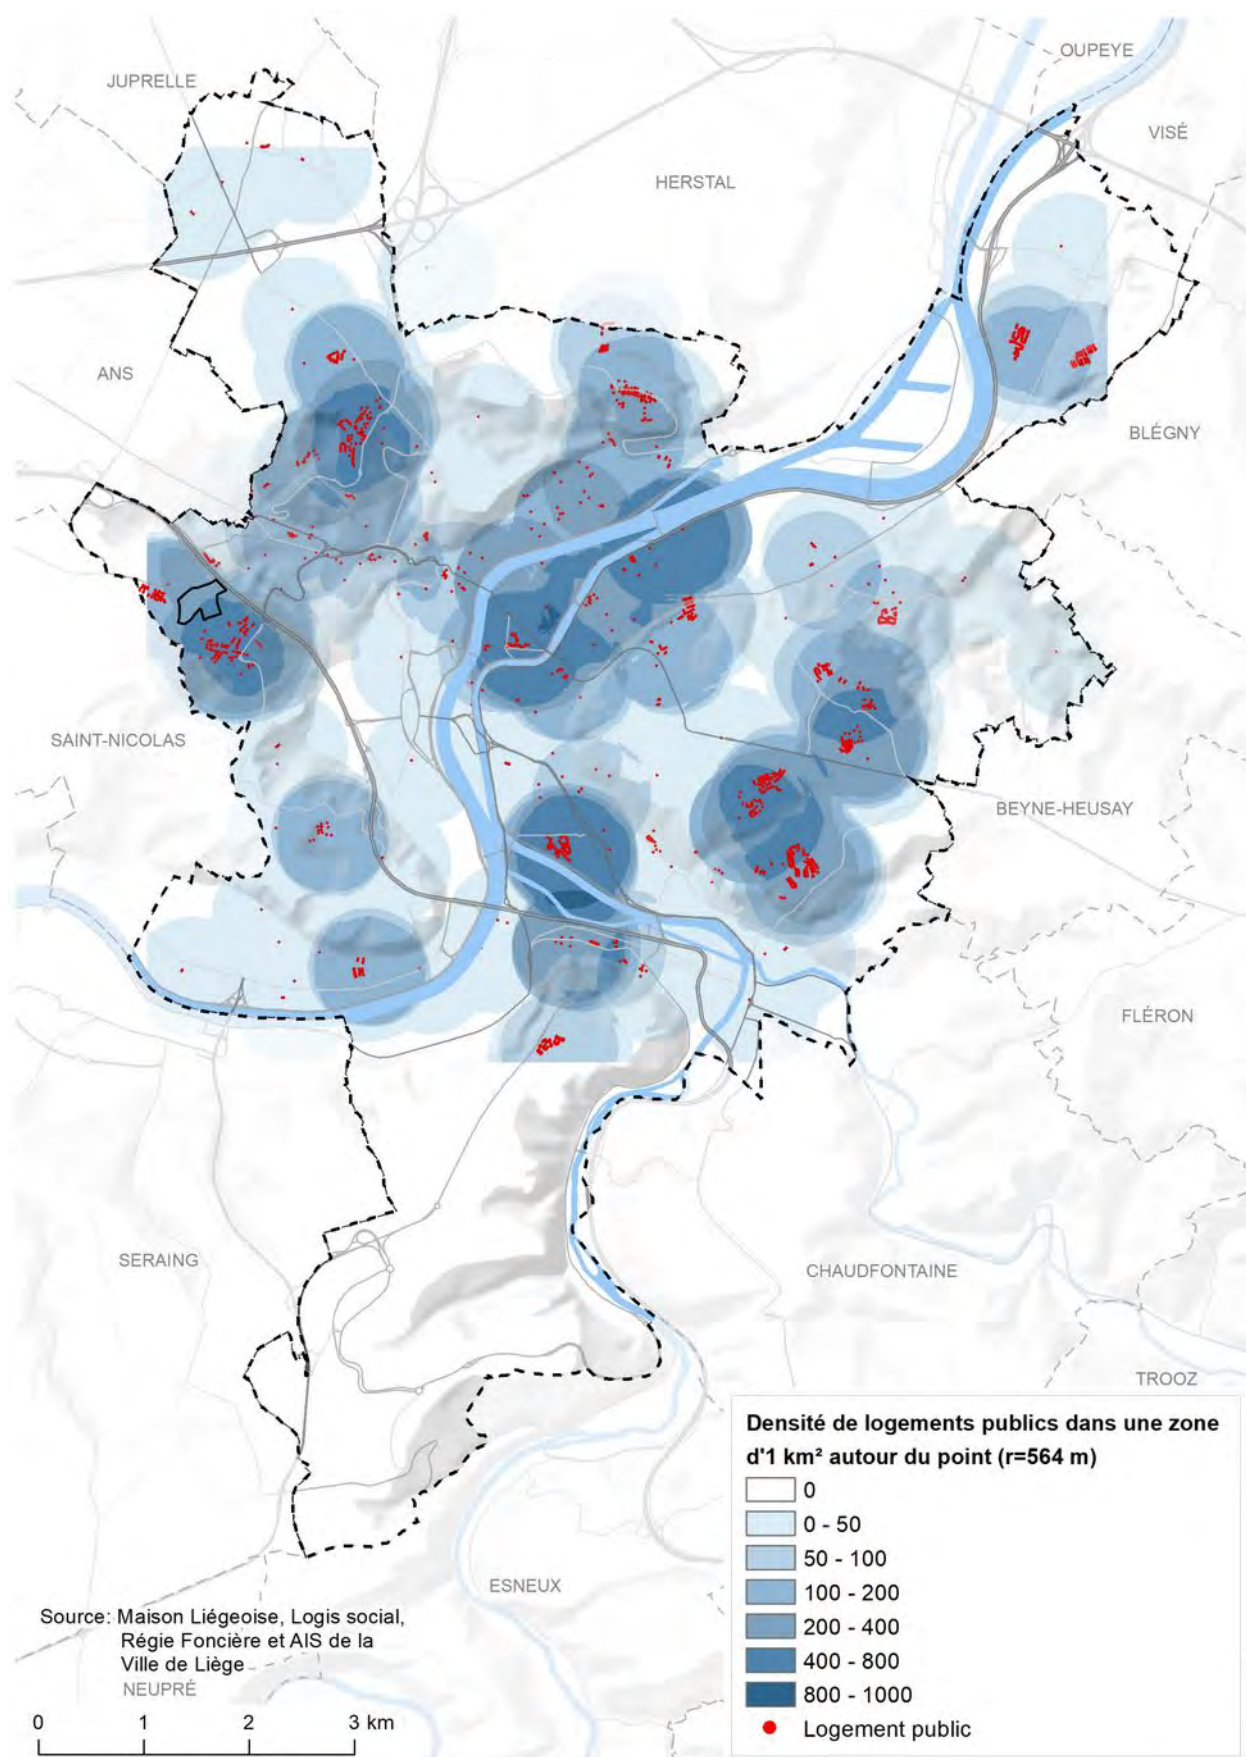 OUPEYE
JUPRELLE
VISÉ
HERSTAL
ANS
BLÉGNY
SAINT-NICOLAS
BEYNE-HEUSAY
FLÉRON
SERAING
CHAUDFONTAINE
TROOZ
Densité de logements publics dans une zone
d'1 km² autour du point (r=564 m)
0
0 - 50
50 - 100
100 - 200
200 - 400
400 - 800
800 - 1000
Logement public
ESNEUX
Source: Maison Liégeoise, Logis social,
Régie Foncière et AIS de la
Ville de Liège
NEUPRÉ
0 1 2 3 km